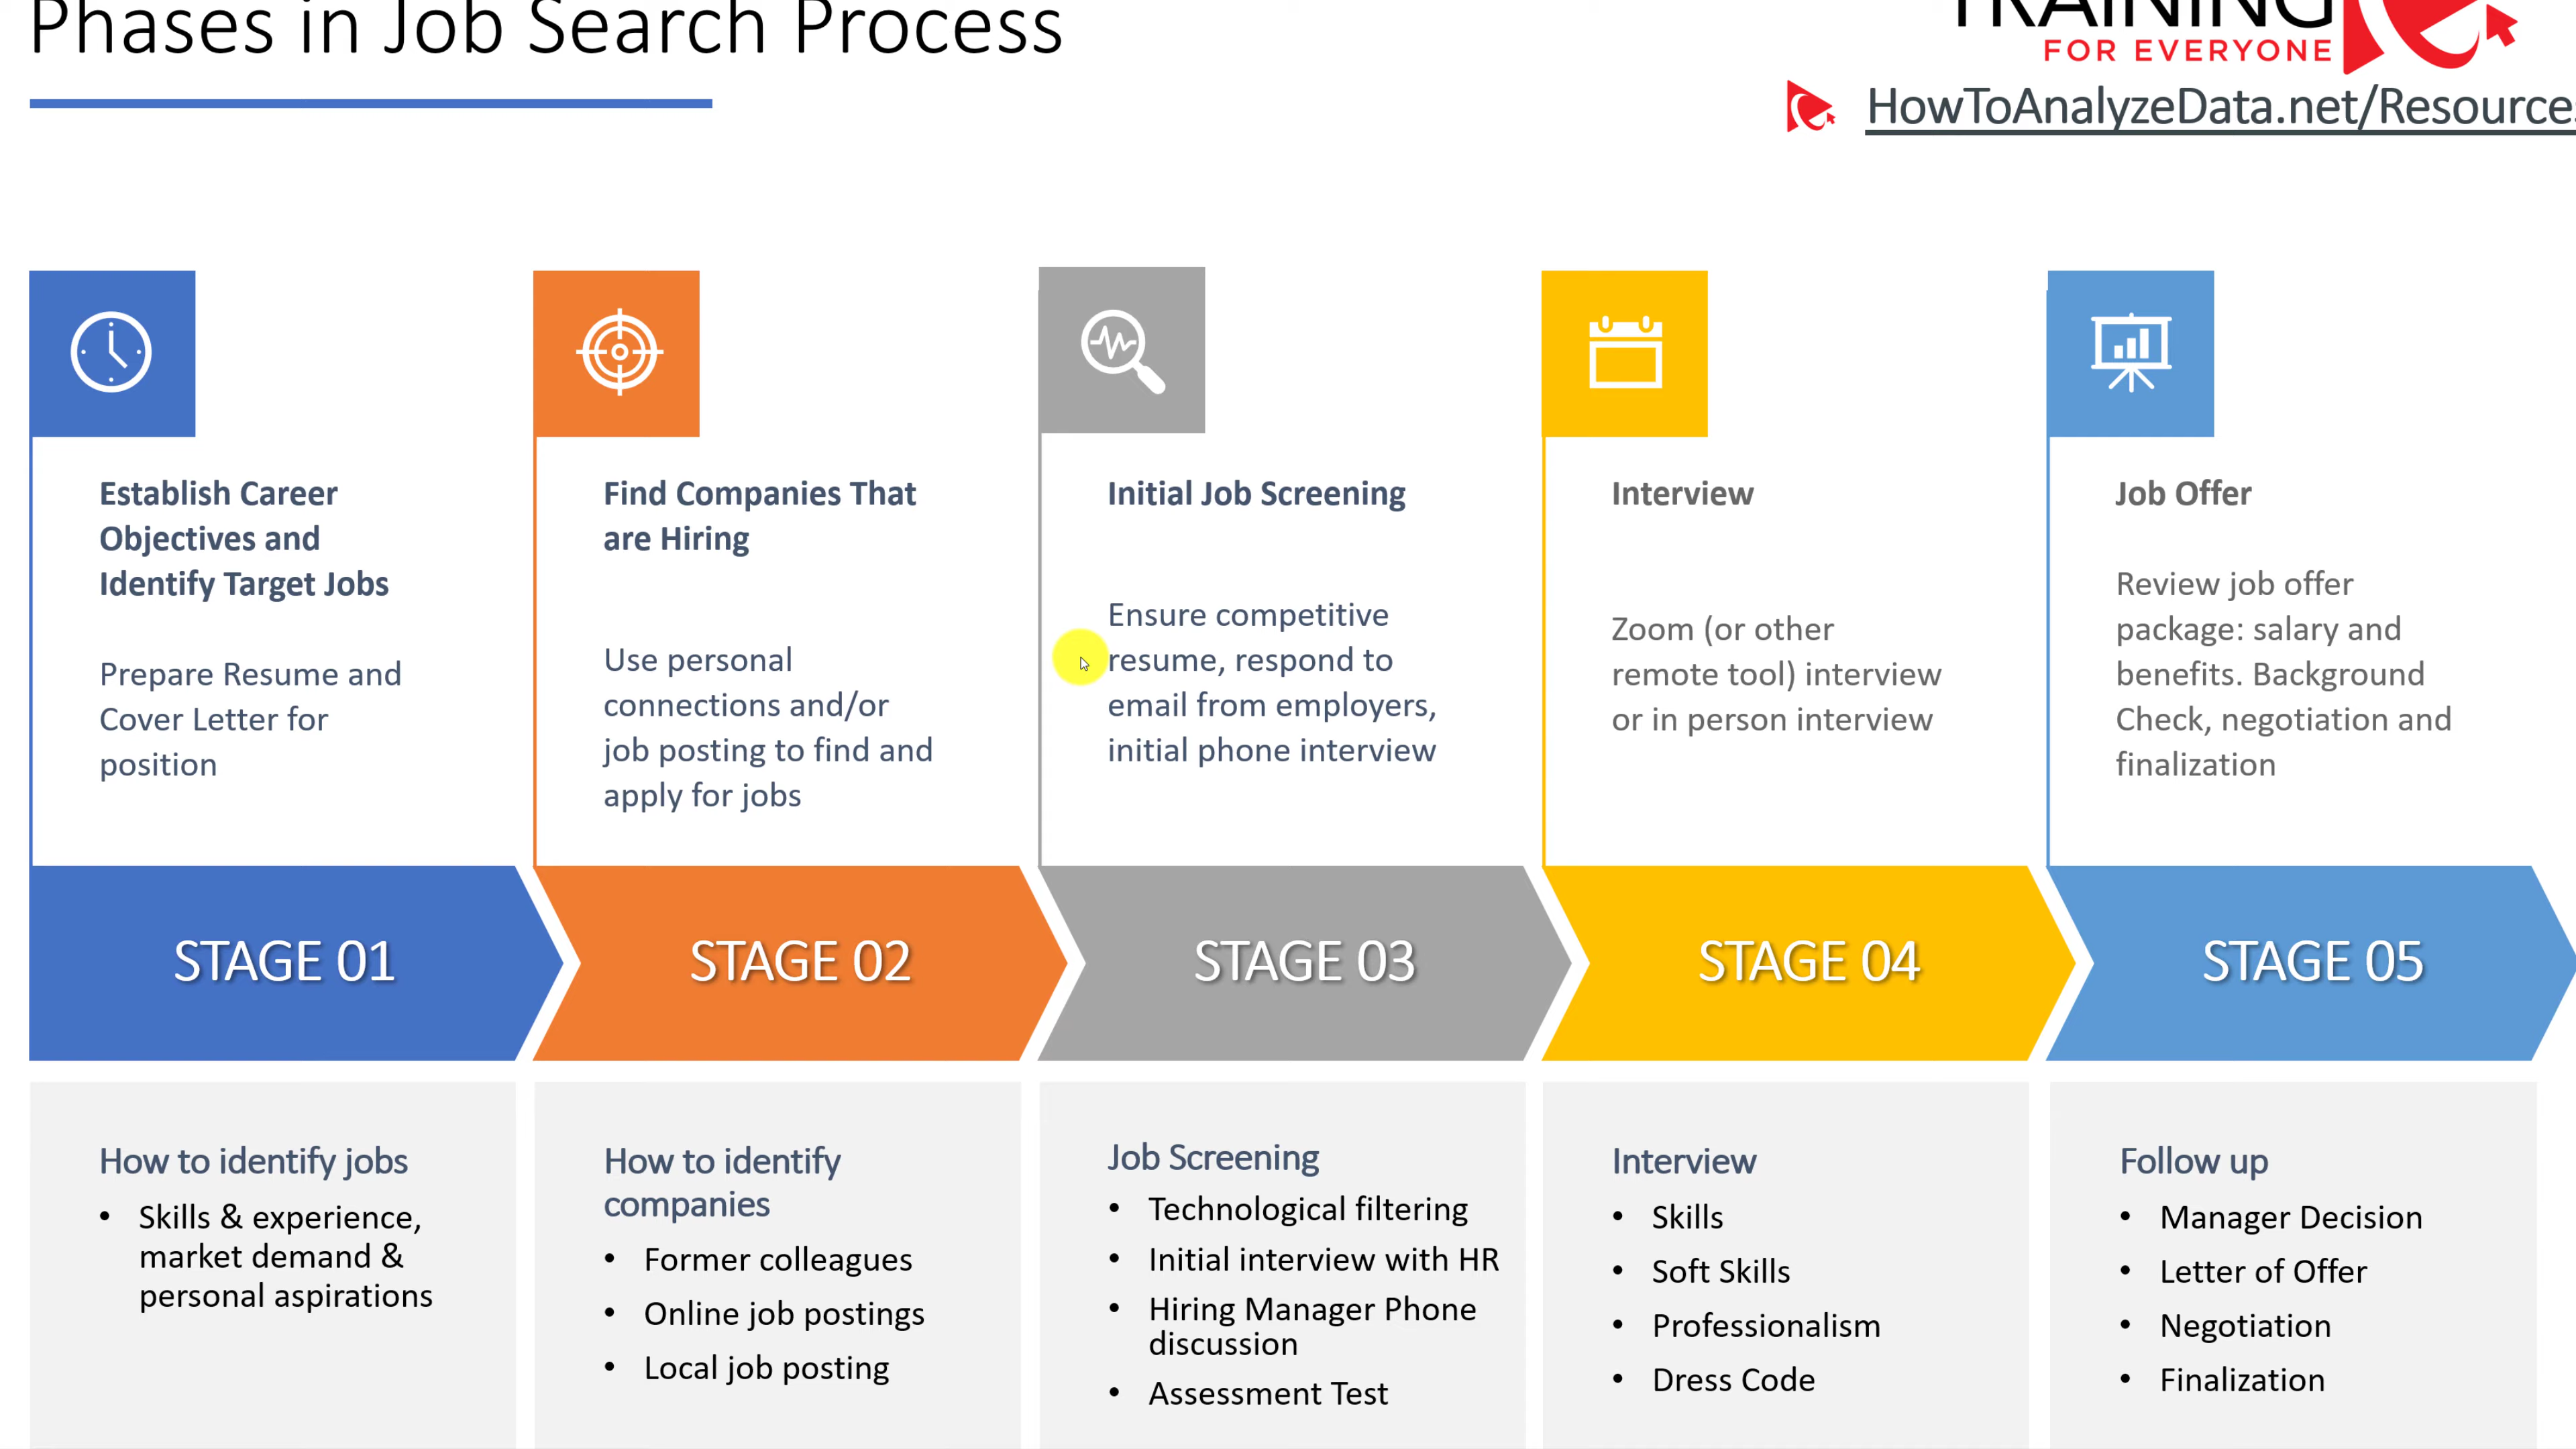 Phases in Job Search Process
TRAINING
FOR EVERYONE
HowToAnalyzeData.net/Resource
Establish Career
Objectives and
Identify Target Jobs
Prepare Resume and
Cover Letter for
position
Find Companies That
are Hiring
Use personal
connections and/or
job posting to find and
apply for jobs
Initial Job Screening
Ensure competitive
resume, respond to
email from employers,
initial phone interview
Interview
Zoom (or other
remote tool) interview
or in person interview
Job Offer
Review job offer
package: salary and
benefits. Background
Check, negotiation and
finalization
STAGE 01
STAGE 02
STAGE 03
STAGE 04
STAGE 05
How to identify jobs
• Skills & experience,
market demand &
personal aspirations
How to identify
companies
• Former colleagues
• Online job postings
• Local job posting
Job Screening
• Technological filtering
• Initial interview with HR
• Hiring Manager Phone
discussion
• Assessment Test
Interview
• Skills
• Soft Skills
• Professionalism
• Dress Code
Follow up
• Manager Decision
• Letter of Offer
• Negotiation
• Finalization